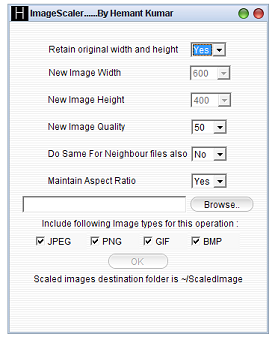 H ImageScaler......By Hemant Kumar
Retain original width and height Yes
New Image Width 600
New Image Height 400
New Image Quality 50
Do Same For Neighbour files also No
Maintain Aspect Ratio Yes
Browse..
Include following Image types for this operation :
JPEG PNG GIF BMP
OK
Scaled images destination folder is ~/ScaledImage